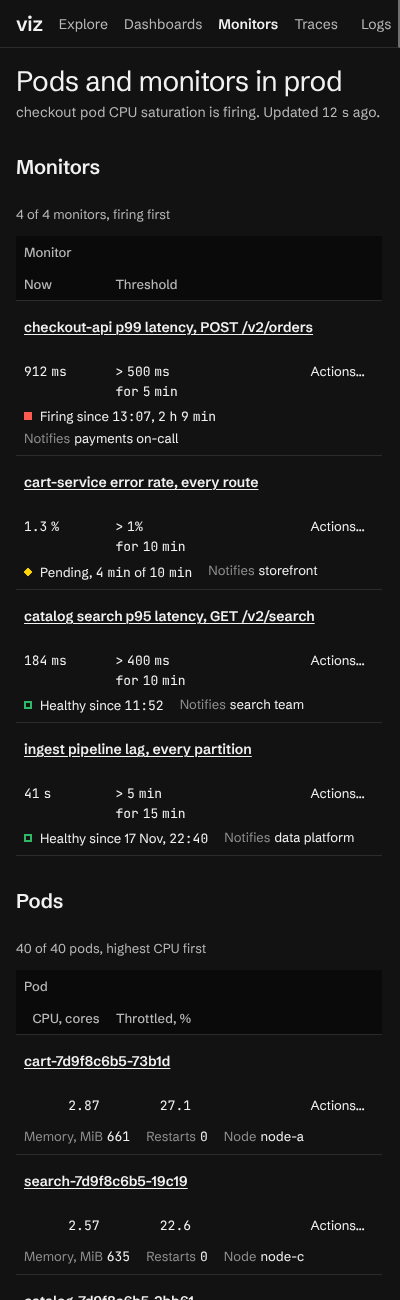 viz Explore Dashboards Monitors Traces Logs
Pods and monitors in prod
checkout pod CPU saturation is firing. Updated 12 s ago.
Monitors
4 of 4 monitors, firing first
Monitor
Now Threshold
checkout-api p99 latency, POST /v2/orders
912 ms > 500 ms Actions…
for 5 min
Firing since 13:07, 2 h 9 min
Notifies payments on-call
cart-service error rate, every route
1.3 % > 1% Actions…
for 10 min
Pending, 4 min of 10 min Notifies storefront
catalog search p95 latency, GET /v2/search
184 ms > 400 ms Actions…
for 10 min
Healthy since 11:52 Notifies search team
ingest pipeline lag, every partition
41 s > 5 min Actions…
for 15 min
Healthy since 17 Nov, 22:40 Notifies data platform
Pods
40 of 40 pods, highest CPU first
Pod
CPU, cores Throttled, %
cart-7d9f8c6b5-73b1d
2.87 27.1 Actions…
Memory, MiB 661 Restarts 0 Node node-a
search-7d9f8c6b5-19c19
2.57 22.6 Actions…
Memory, MiB 635 Restarts 0 Node node-c